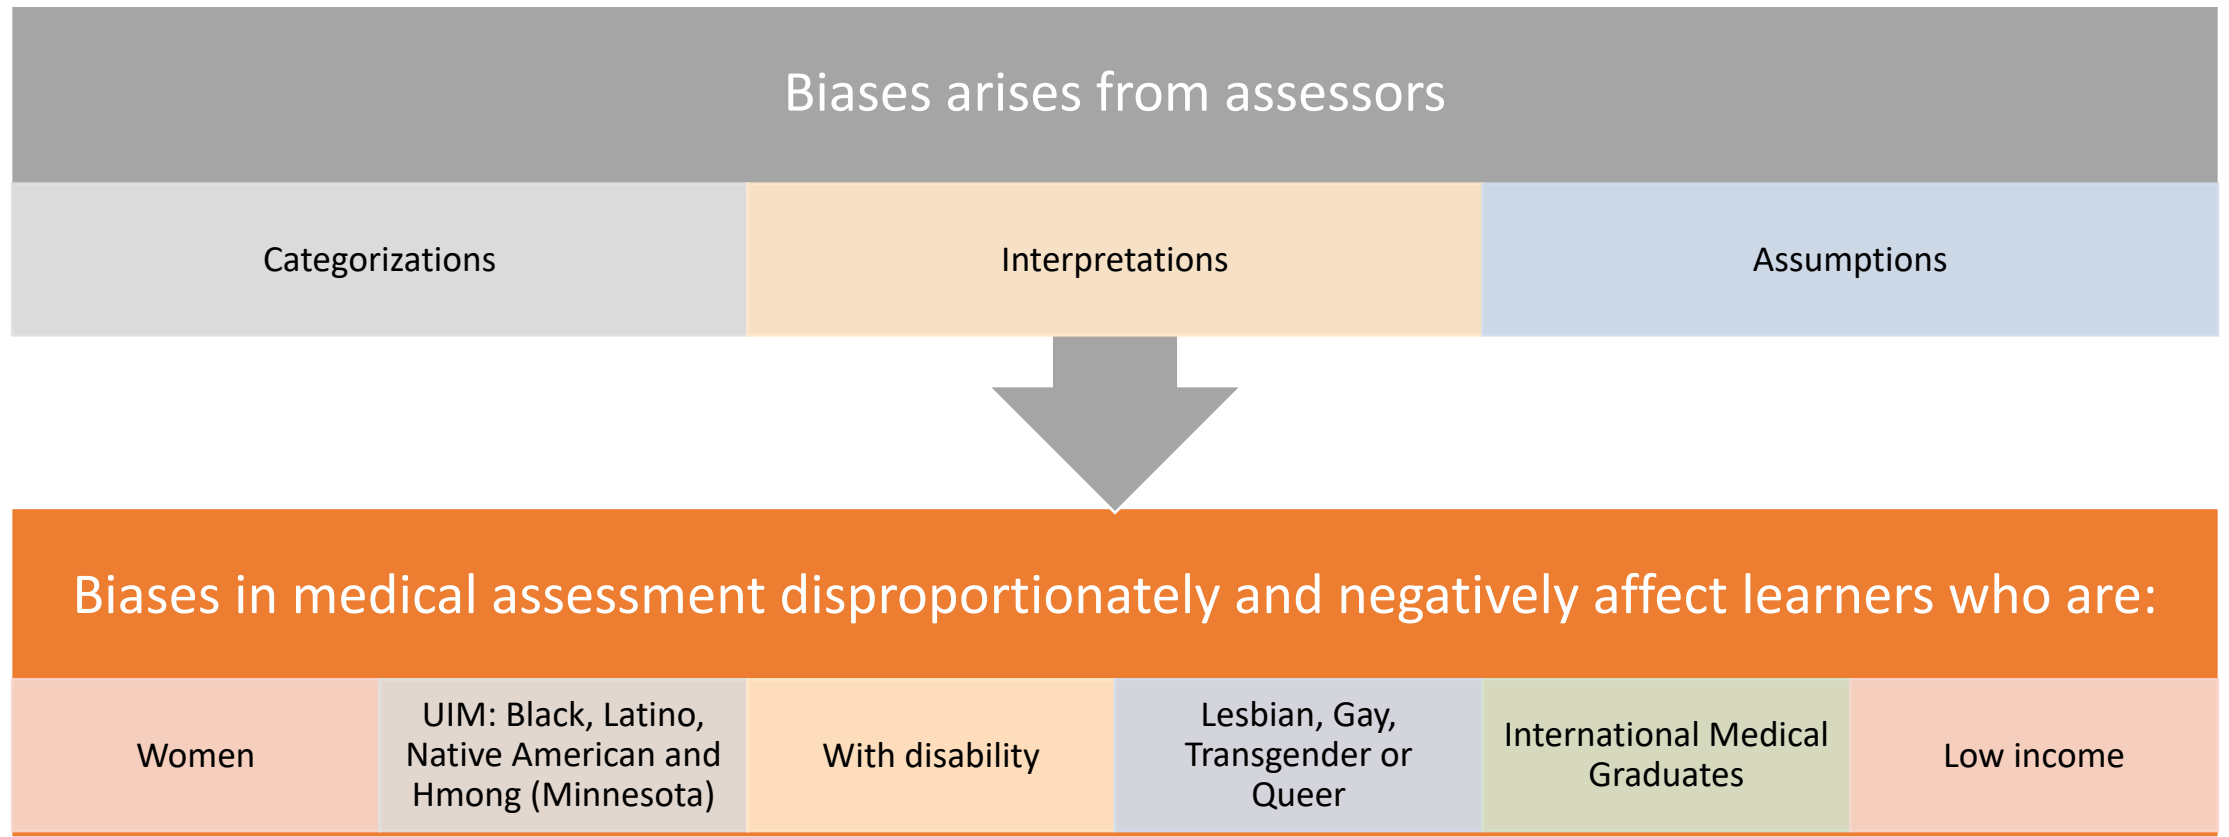 Biases arises from assessors
Categorizations
Interpretations
Assumptions
Biases in medical assessment disproportionately and negatively affect learners who are:
Women
UIM: Black, Latino,
Native American and
Hmong (Minnesota)
With disability
Lesbian, Gay,
Transgender or
Queer
International Medical
Graduates
Low income